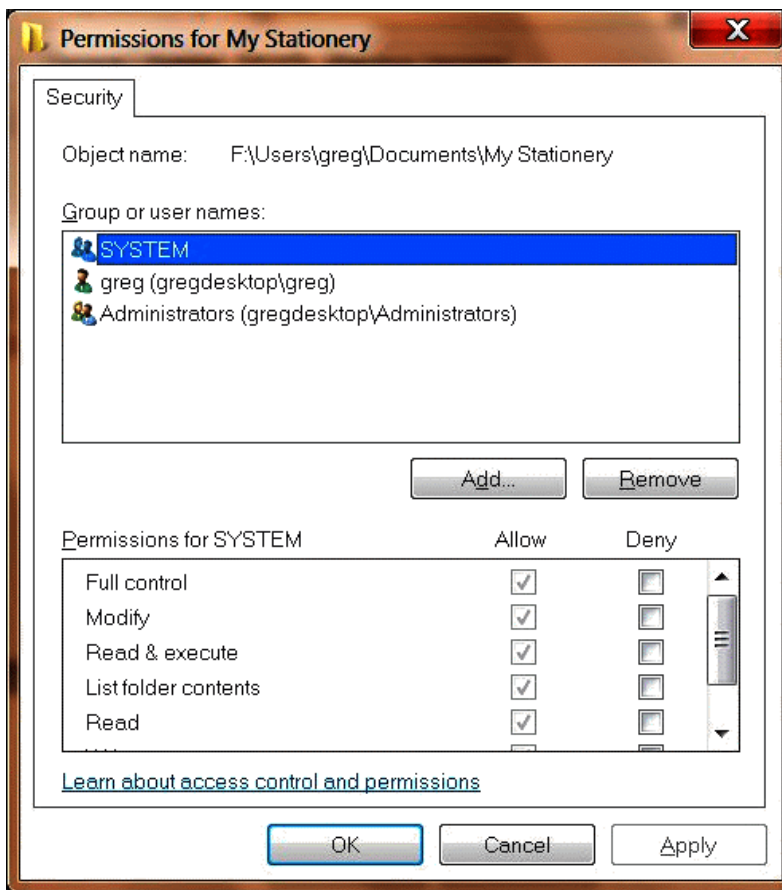 Permissions for My Stationery
Security
Object name: F:\Users\greg\Documents\My Stationery
Group or user names:
SYSTEM
greg (gregdesktop\greg)
Administrators (gregdesktop\Administrators)
Add... Remove
Permissions for SYSTEM Allow Deny
Full control
Modify
Read & execute
List folder contents
Read
Learn about access control and permissions
OK Cancel Apply